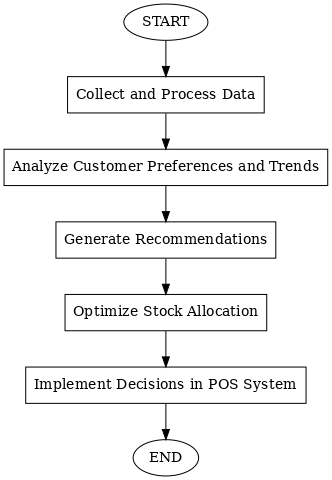 START
Collect and Process Data
Analyze Customer Preferences and Trends
Generate Recommendations
Optimize Stock Allocation
Implement Decisions in POS System
END